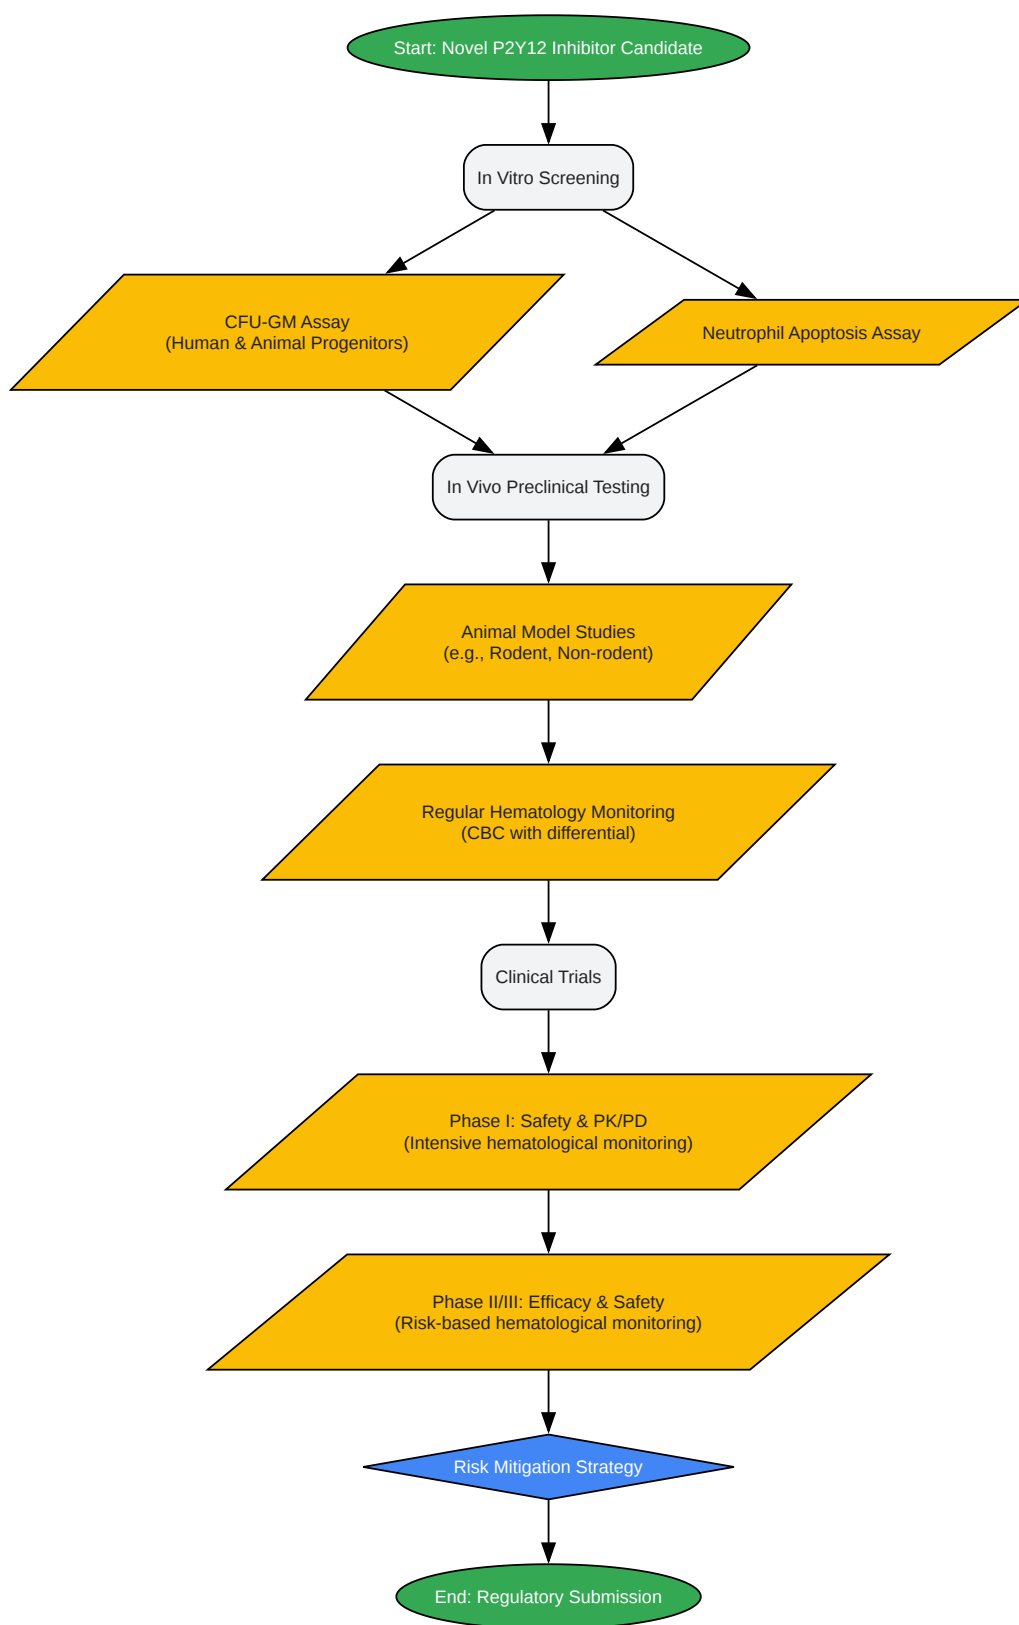 Start: Novel P2Y12 Inhibitor Candidate
In Vitro Screening
CFU-GM Assay
(Human & Animal Progenitors)
Neutrophil Apoptosis Assay
In Vivo Preclinical Testing
Animal Model Studies
(e.g., Rodent, Non-rodent)
Regular Hematology Monitoring
(CBC with differential)
Clinical Trials
Phase I: Safety & PK/PD
(Intensive hematological monitoring)
Phase II/III: Efficacy & Safety
(Risk-based hematological monitoring)
Risk Mitigation Strategy
End: Regulatory Submission